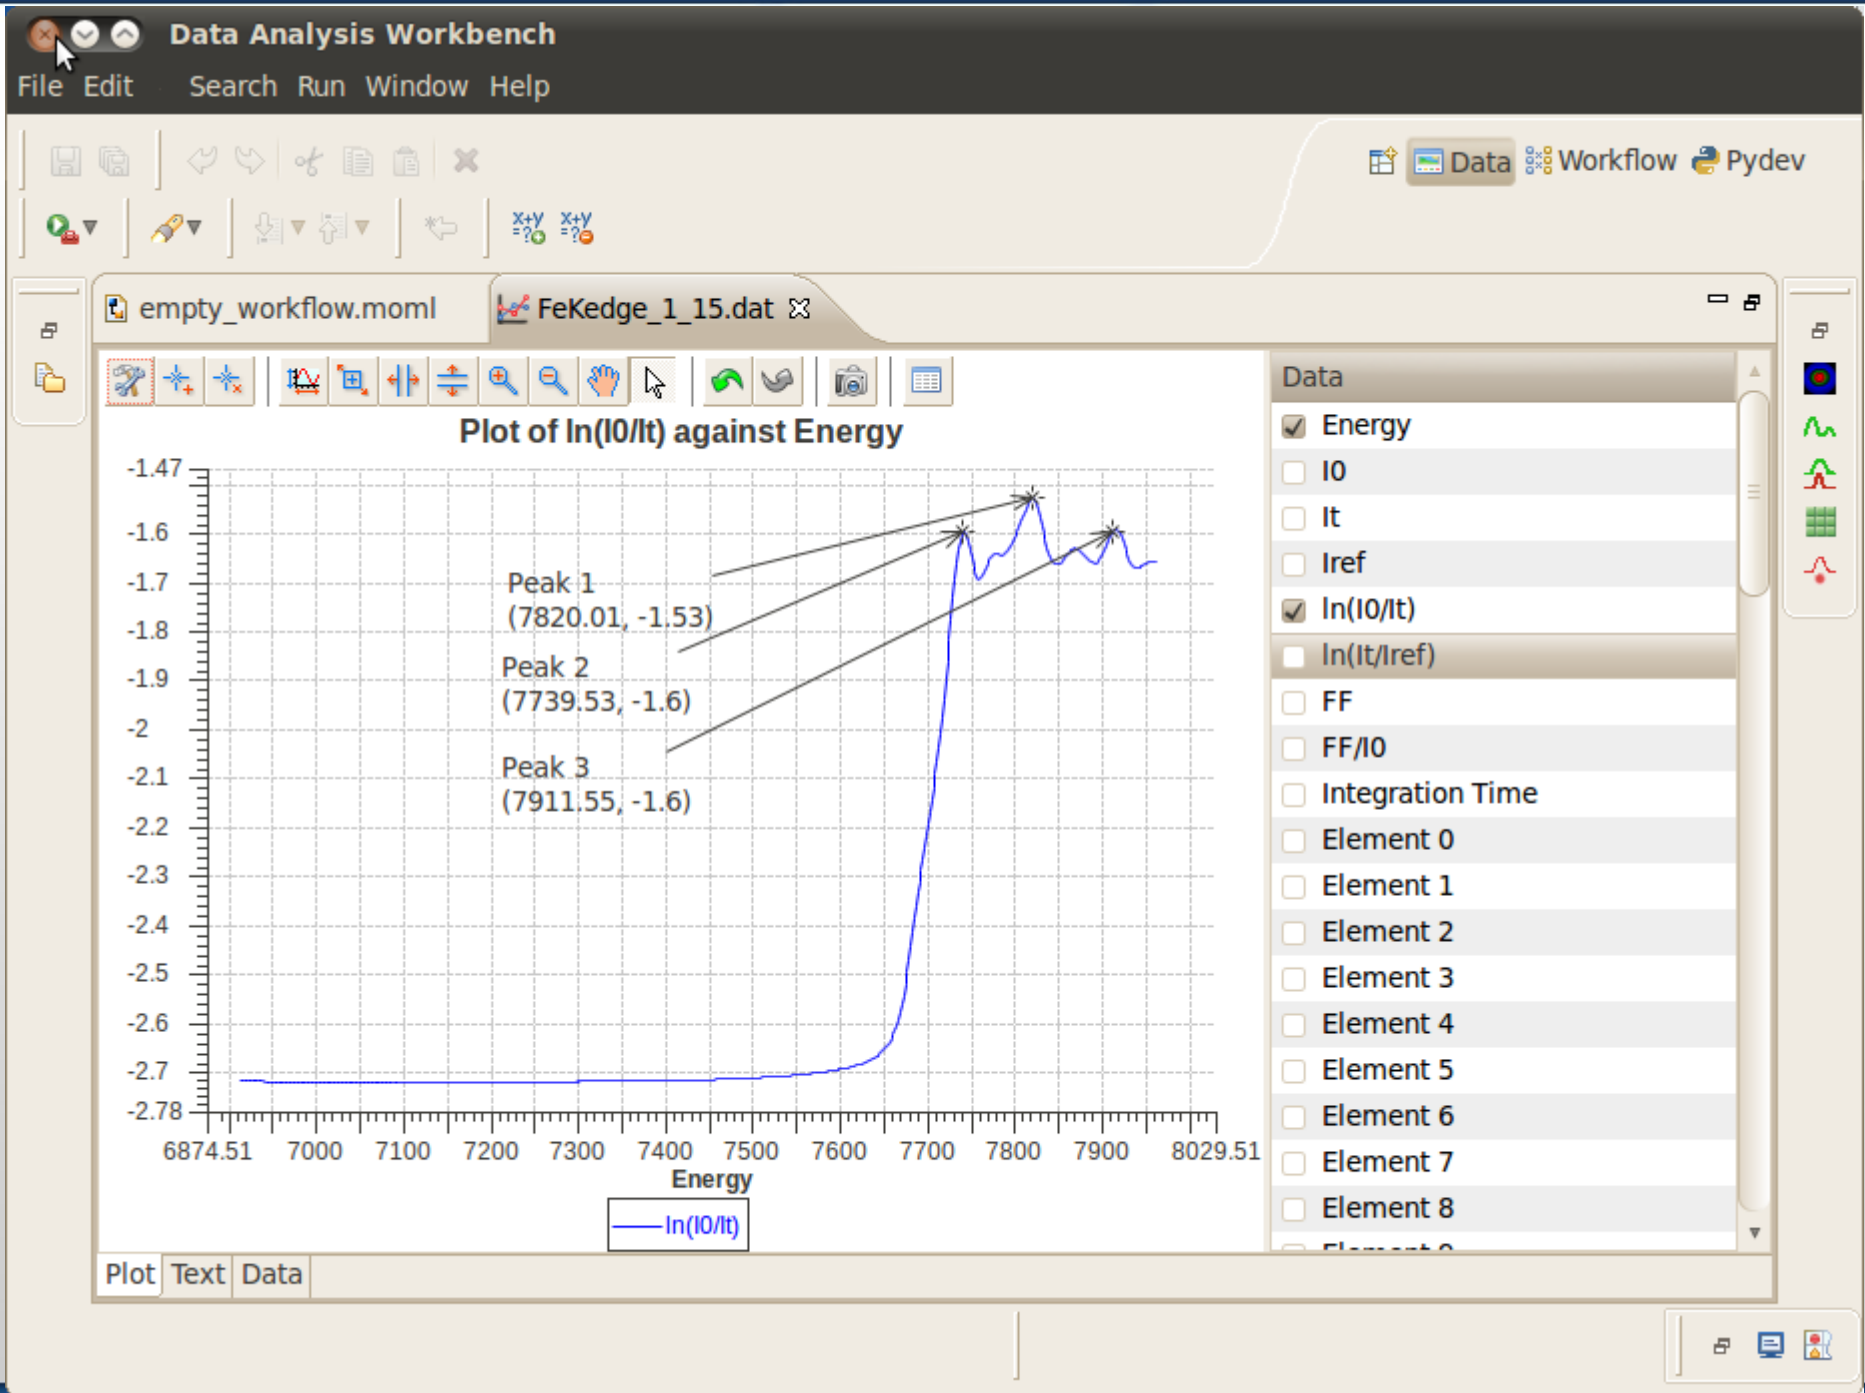 Data Analysis Workbench
File Edit Search Run Window Help
Data Workflow Pydev
X+y =? X+y =?
empty_workflow.moml FeKedge_1_15.dat
Plot of ln(I0/It) against Energy
-1.47
-1.6
-1.7
-1.8
-1.9
-2
-2.1
-2.2
-2.3
-2.4
-2.5
-2.6
-2.7
-2.78
Peak 1
(7820.01, -1.53)
Peak 2
(7739.53, -1.6)
Peak 3
(7911.55, -1.6)
6874.51 7000 7100 7200 7300 7400 7500 7600 7700 7800 7900 8029.51
Energy
ln(I0/It)
Data
Energy
I0
It
Iref
ln(I0/It)
ln(It/Iref)
FF
FF/I0
Integration Time
Element 0
Element 1
Element 2
Element 3
Element 4
Element 5
Element 6
Element 7
Element 8
Plot Text Data